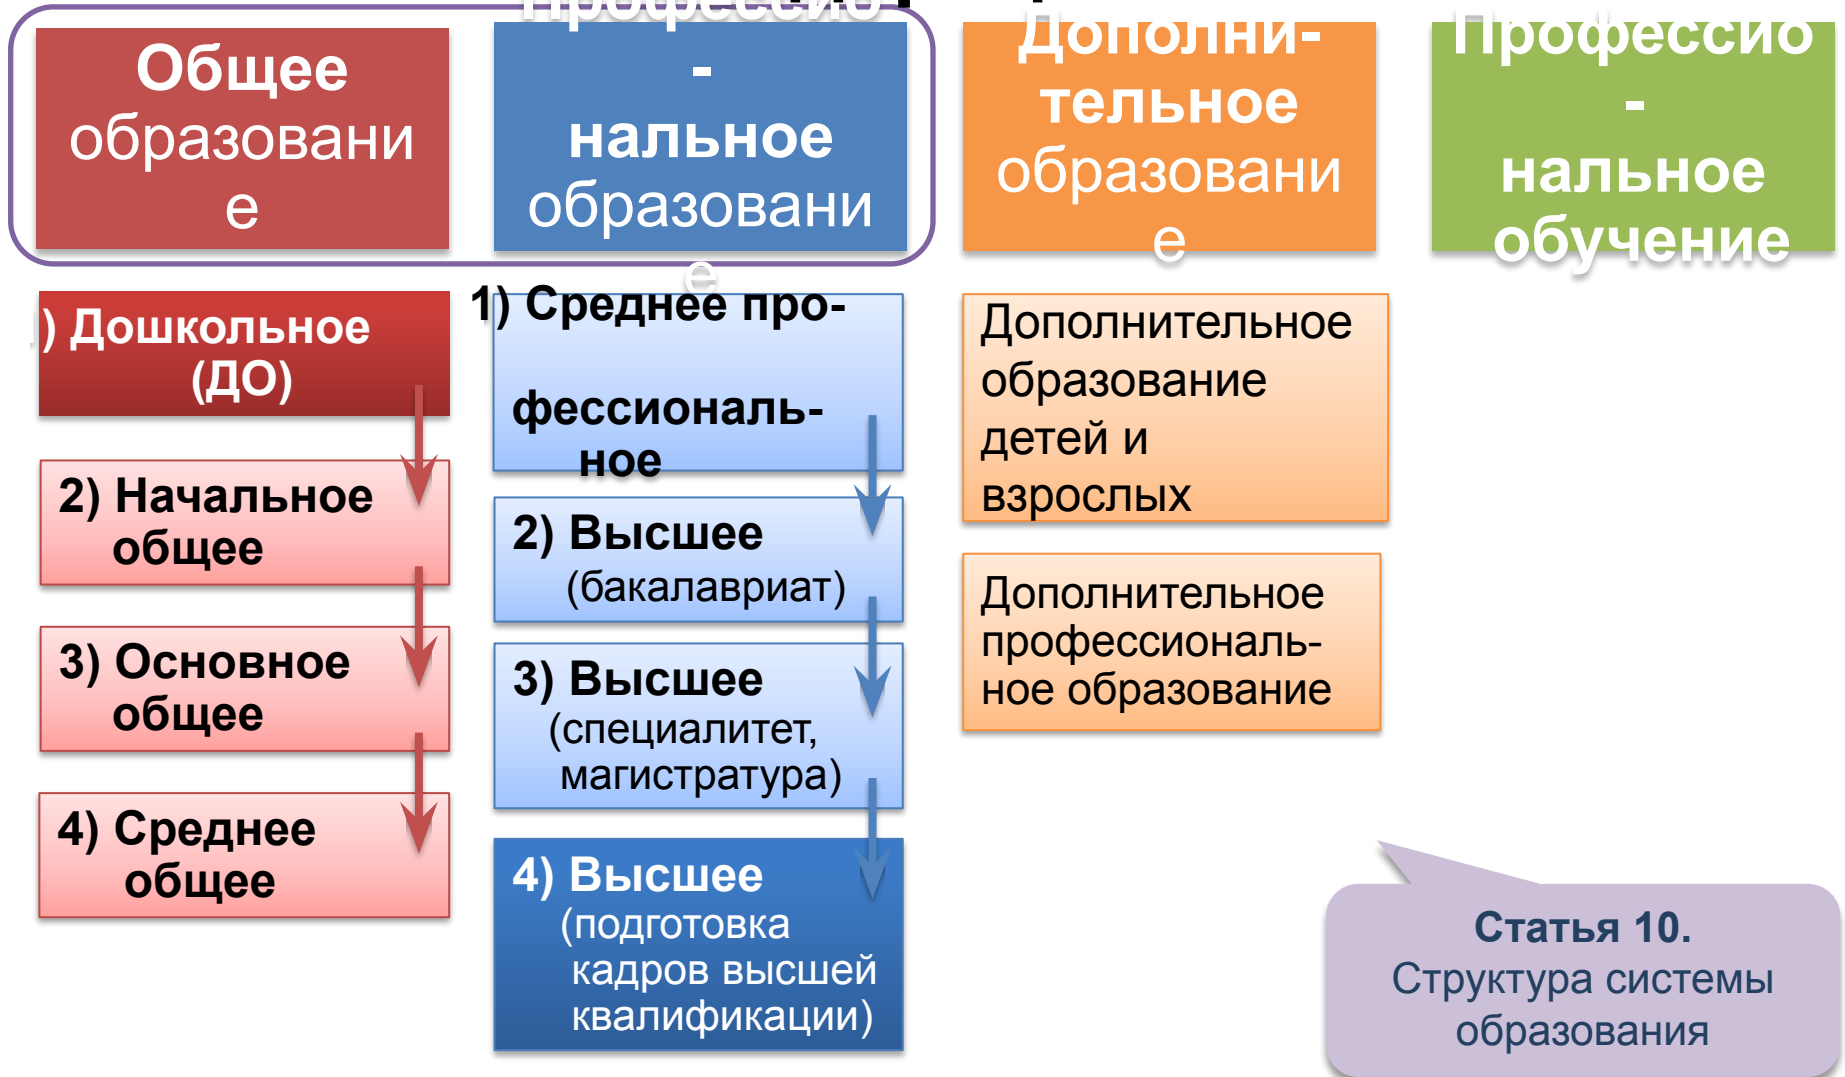 Общее
образовани
е
Профессио
-
нальное
образовани
е
Дополни-
тельное
образовани
е
Профессио
-
нальное
обучение
) Дошкольное
(ДО)
2) Начальное
общее
3) Основное
общее
4) Среднее
общее
1) Среднее про-
фессиональ-
ное
2) Высшее
(бакалавриат)
3) Высшее
(специалитет,
магистратура)
4) Высшее
(подготовка
кадров высшей
квалификации)
Дополнительное
образование
детей и
взрослых
Дополнительное
профессиональ-
ное образование
Статья 10.
Структура системы
образования